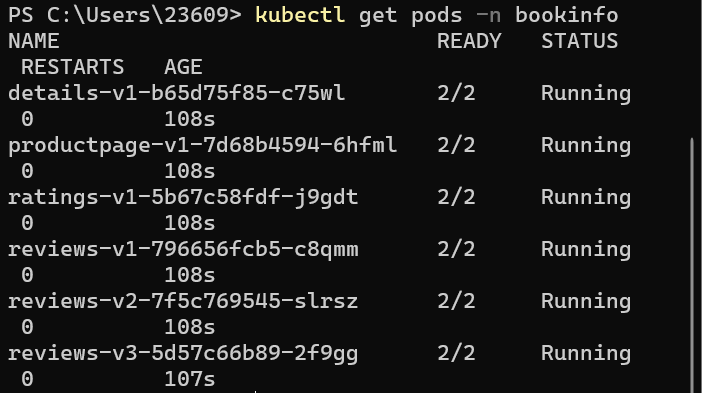 PS C:\Users\23609> kubectl get pods -n bookinfo
NAME                             READY   STATUS
 RESTARTS   AGE
details-v1-b65d75f85-c75wl       2/2     Running
 0          108s
productpage-v1-7d68b4594-6hfml   2/2     Running
 0          108s
ratings-v1-5b67c58fdf-j9gdt      2/2     Running
 0          108s
reviews-v1-796656fcb5-c8qmm      2/2     Running
 0          108s
reviews-v2-7f5c769545-slrsz      2/2     Running
 0          108s
reviews-v3-5d57c66b89-2f9gg      2/2     Running
 0          107s